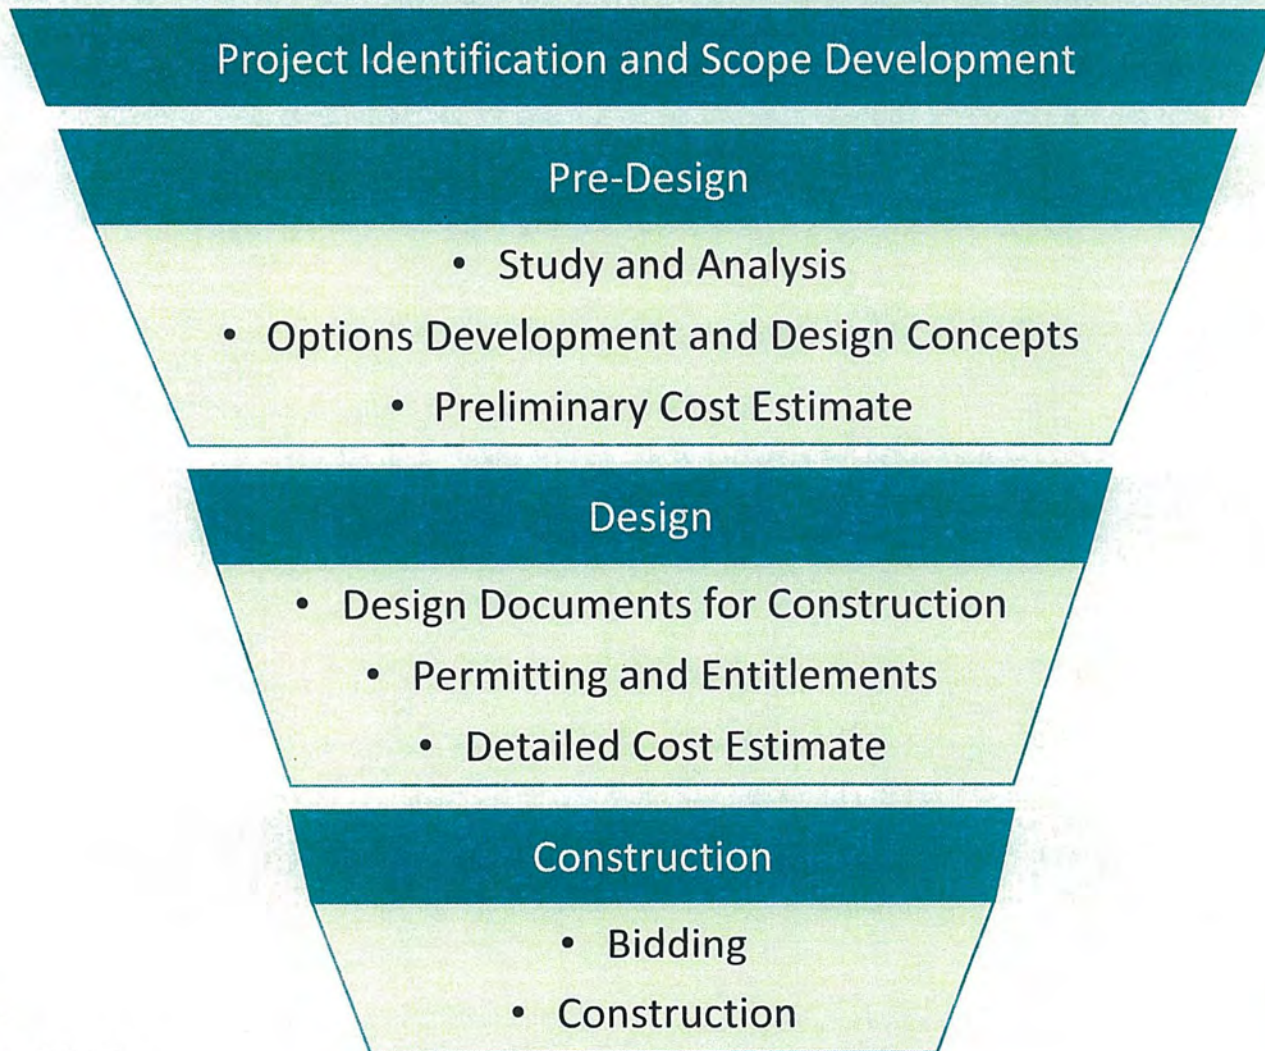 Project Identification and Scope Development
Pre-Design
• Study and Analysis
• Options Development and Design Concepts
• Preliminary Cost Estimate
Design
• Design Documents for Construction
• Permitting and Entitlements
• Detailed Cost Estimate
Construction
• Bidding
• Construction